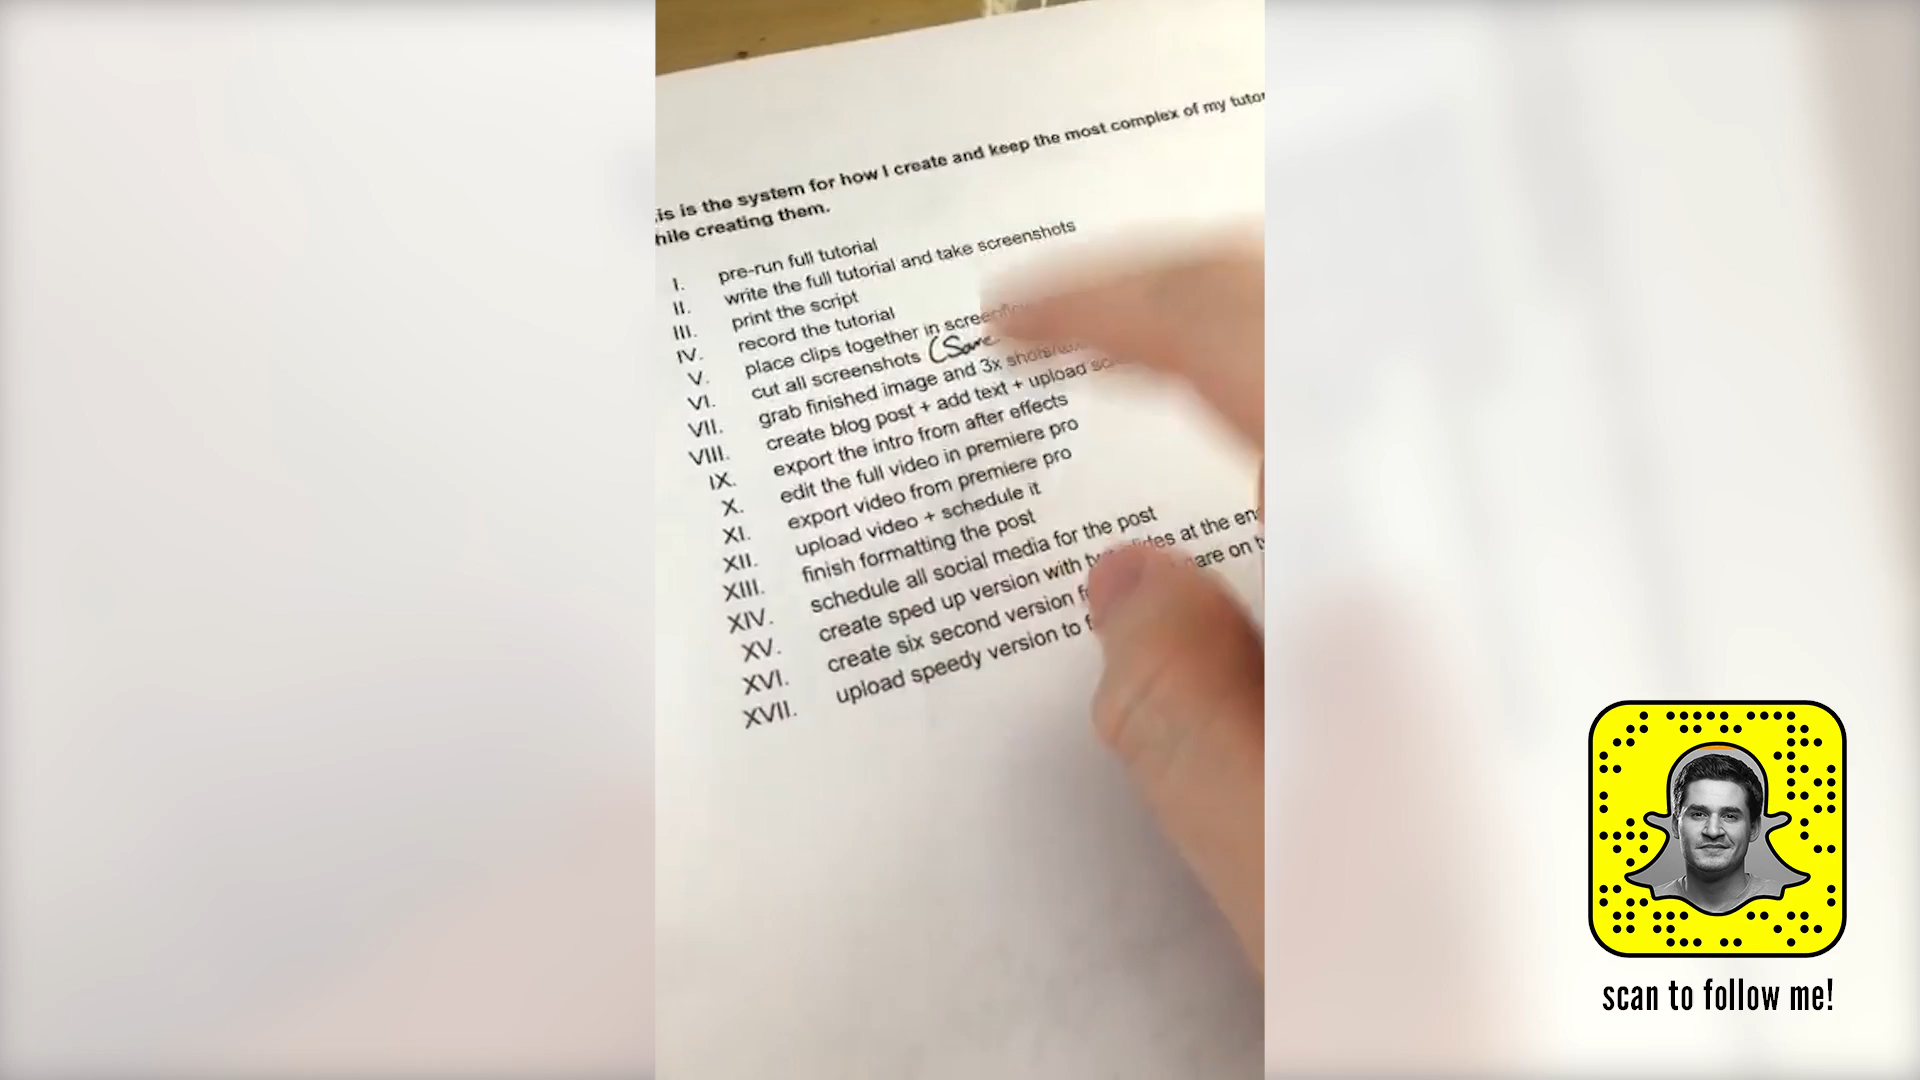 is is the system for how I create and keep the most complex of my
hile creating them.
I. pre-run full tutorial
II. write the full tutorial and take screenshots
III. print the script
IV. record the tutorial
V. place clips together in
VI. cut all screenshots (Save
VII. grab finished image and 3x
VIII. create blog post + add text + upload
IX. export the intro from after effects
X. edit the full video in premiere pro
XI. export video from premiere pro
XII. upload video + schedule it
XIII. finish formatting the post
XIV. schedule all social media for the post
XV. create sped up version with at the
XVI. create six second version
XVII. upload speedy version to
scan to follow me!